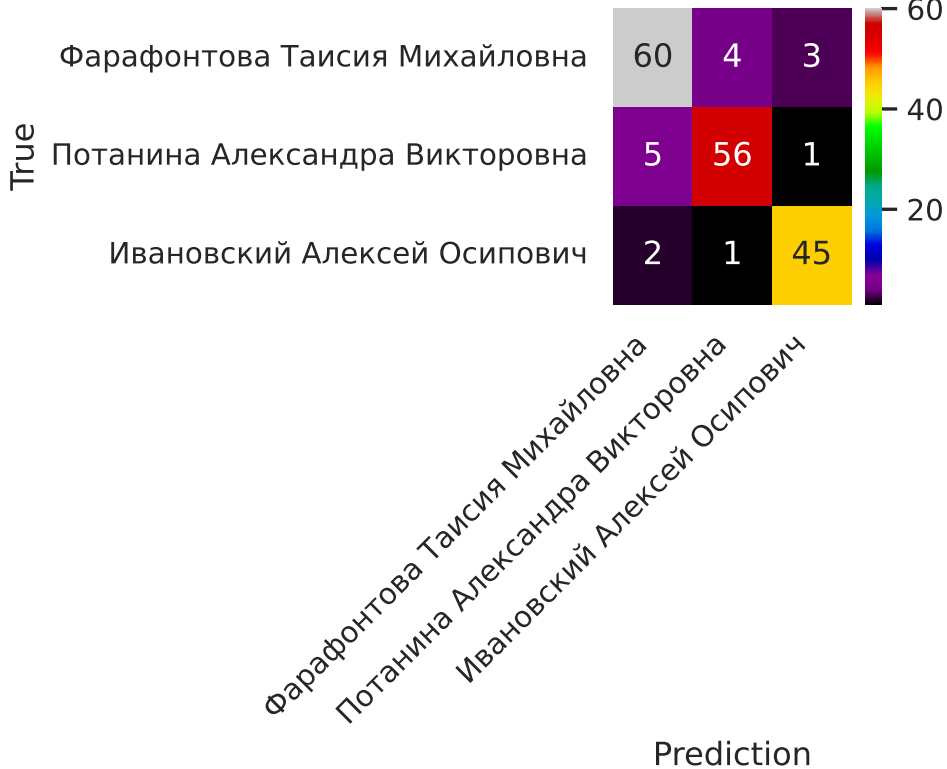 True
Фарафонтова Таисия Михайловна
60 4 3
Потанина Александра Викторовна
5 56 1
Ивановский Алексей Осипович
2 1 45
60
40
20
Фарафонтова Таисия Михайловна
Потанина Александра Викторовна
Ивановский Алексей Осипович
Prediction